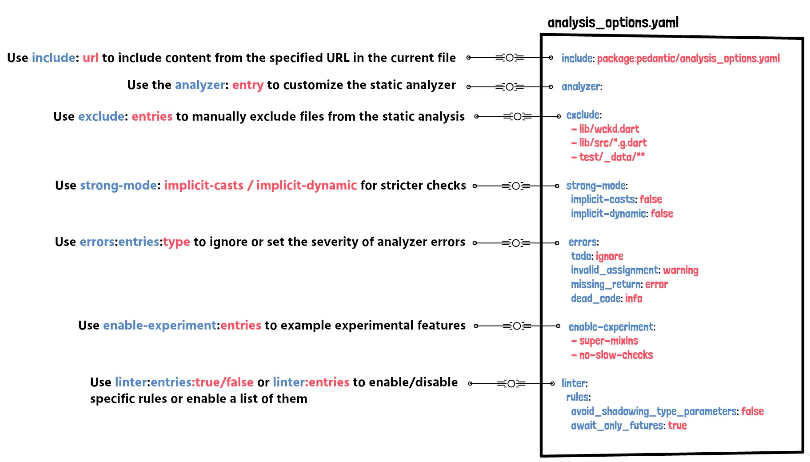 analysis_options.yaml
Use include: url to include content from the specified URL in the current file
include: package:pedantic/analysis_options.yaml
Use the analyzer: entry to customize the static analyzer
analyzer:
Use exclude: entries to manually exclude files from the static analysis
exclude:
- lib/wckd.dart
- lib/src/*.g.dart
- test/_data/**
Use strong-mode: implicit-casts / implicit-dynamic for stricter checks
strong-mode:
implicit-casts: false
implicit-dynamic: false
Use errors:entries:type to ignore or set the severity of analyzer errors
errors:
todo: ignore
invalid_assignment: warning
missing_return: error
dead_code: info
Use enable-experiment:entries to example experimental features
enable-experiment:
- super-mixins
- no-slow-checks
Use linter:entries:true/false or linter:entries to enable/disable
specific rules or enable a list of them
linter:
rules:
avoid_shadowing_type_parameters: false
await_only_futures: true